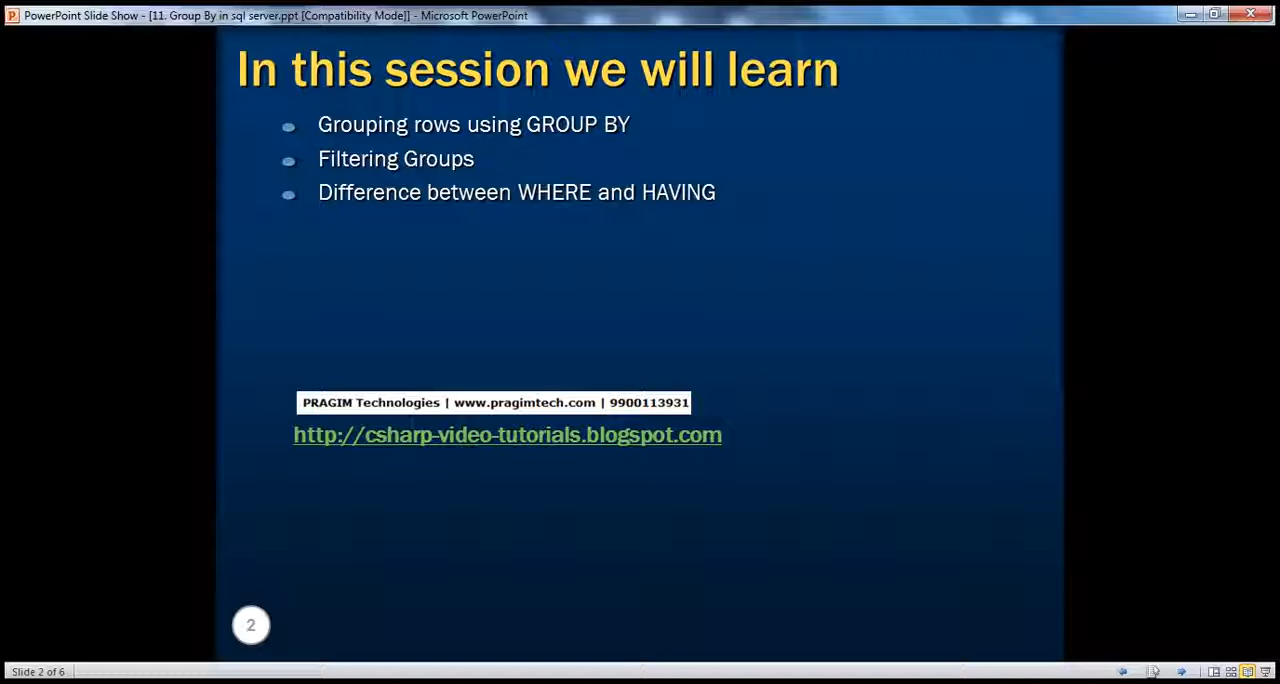 PowerPoint Slide Show - [11. Group By in sql server.ppt [Compatibility Mode]] - Microsoft PowerPoint
In this session we will learn
Grouping rows using GROUP BY
Filtering Groups
Difference between WHERE and HAVING
PRAGIM Technologies | www.pragimtech.com | 9900113931
http://csharp-video-tutorials.blogspot.com
2
Slide 2 of 6